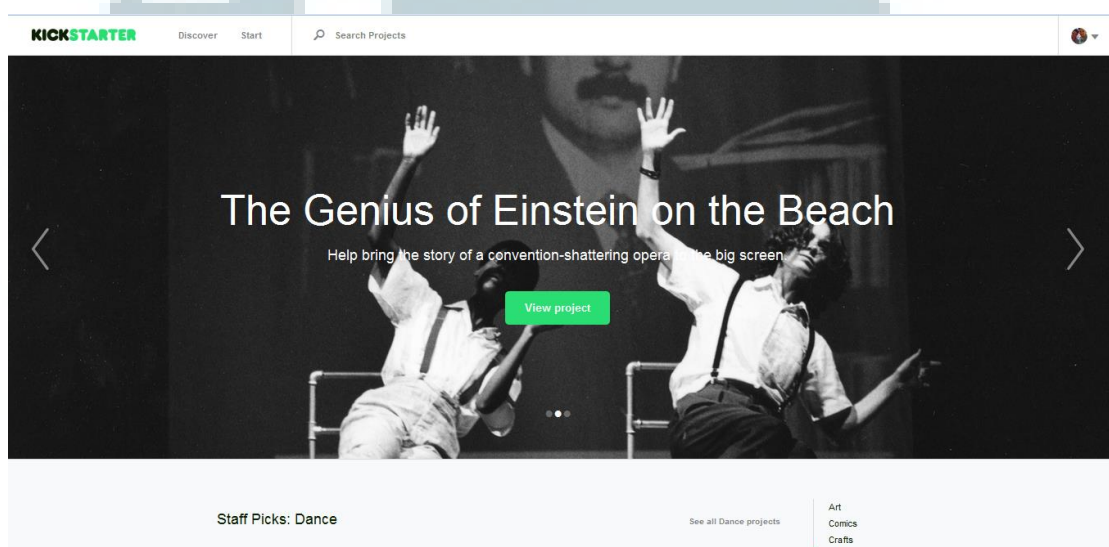 KICKSTARTER Discover Start Search Projects
The Genius of Einstein on the Beach
Help bring the story of a convention-shattering opera to the big screen.
View project
Staff Picks: Dance See all Dance projects Art
Comics
Crafts